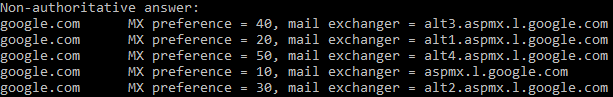 Non-authoritative answer:
google.com      MX preference = 40, mail exchanger = alt3.aspmx.l.google.com
google.com      MX preference = 20, mail exchanger = alt1.aspmx.l.google.com
google.com      MX preference = 50, mail exchanger = alt4.aspmx.l.google.com
google.com      MX preference = 10, mail exchanger = aspmx.l.google.com
google.com      MX preference = 30, mail exchanger = alt2.aspmx.l.google.com